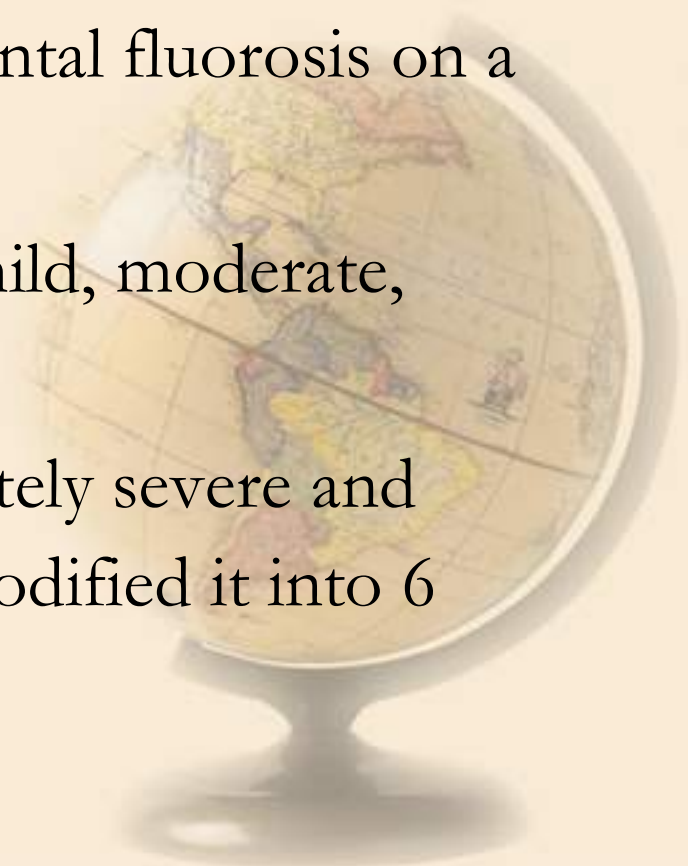 ntal fluorosis on a
ild, moderate,
tely severe and
odified it into 6